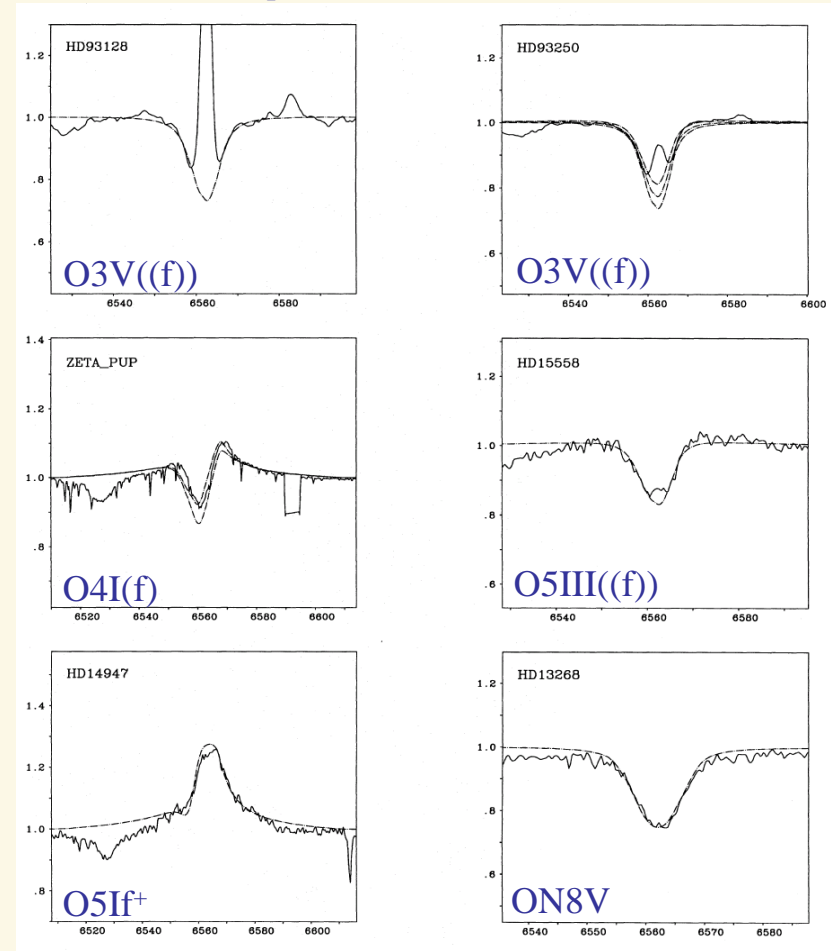 HD93128
1.2
1.0
.8
.6
O3V((f))
6540 6560 6580
HD93250
1.2
1.0
.8
.6
O3V((f))
6540 6560 6580 6600
ZETA_PUP
1.4
1.2
1.0
.8
O4I(f)
6520 6540 6560 6580 6600
HD15558
1.2
1.0
.8
.6
O5III((f))
6540 6560 6580
HD14947
1.4
1.2
1.0
.8
O5If⁺
6520 6540 6560 6580 6600
HD13268
1.2
1.0
.8
.6
ON8V
6540 6550 6560 6570 6580